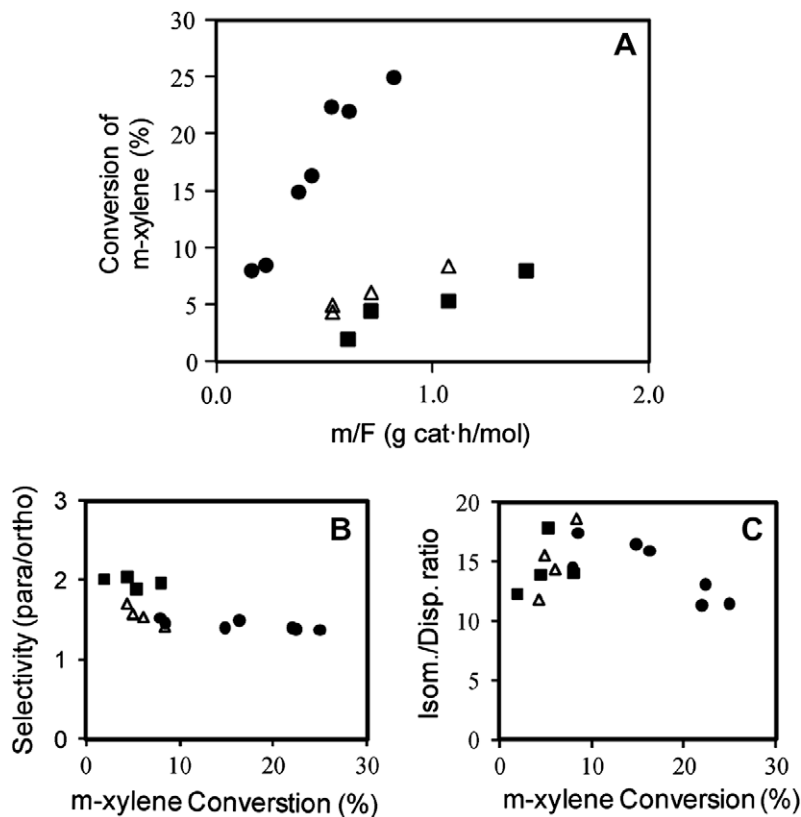 A
Conversion of
m-xylene (%)
30
25
20
15
10
5
0
0.0 1.0 2.0
m/F (g cat·h/mol)
B
Selectivity (para/ortho)
3
2
1
0
0 10 20 30
m-xylene Converstion (%)
C
Isom./Disp. ratio
20
15
10
5
0
0 10 20 30
m-xylene Conversion (%)